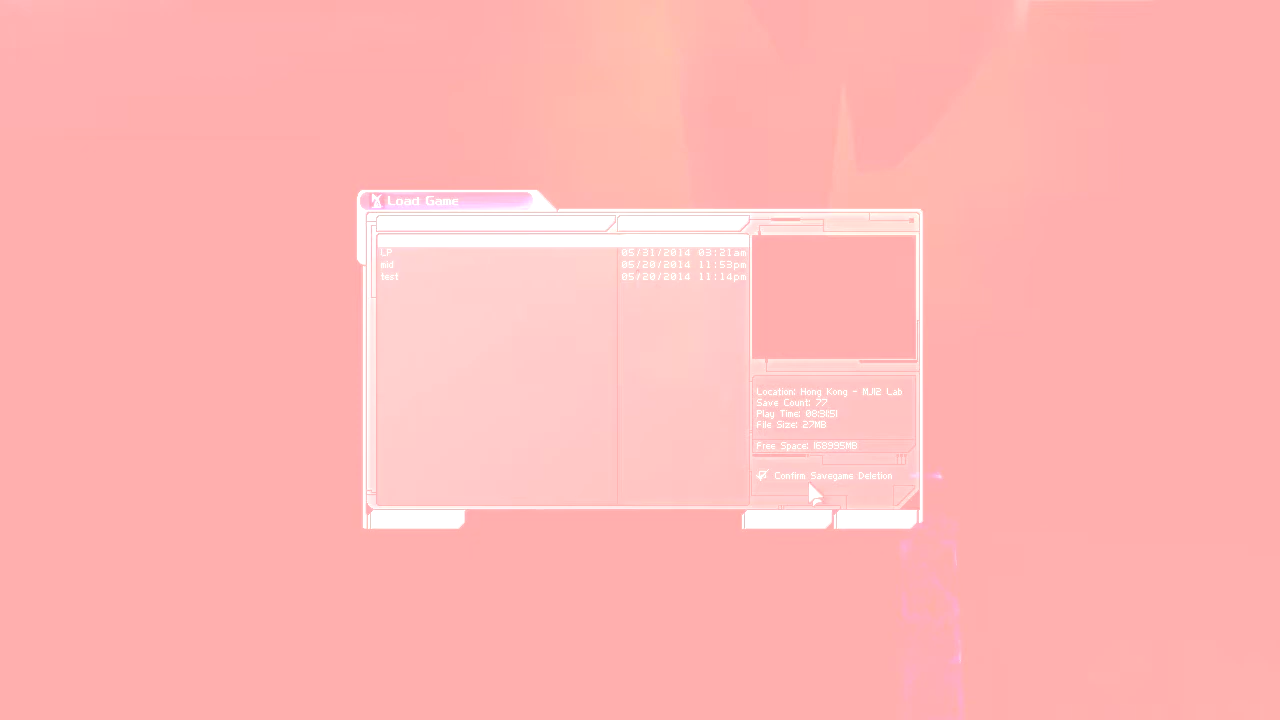 Load Game
LP 05/31/2014 03:21am
mid 05/20/2014 11:53pm
test 05/20/2014 11:14pm
Location: Hong Kong - MJ12 Lab
Save Count: 77
Play Time: 08:31:51
File Size: 27MB
Free Space: 168995MB
Confirm Savegame Deletion